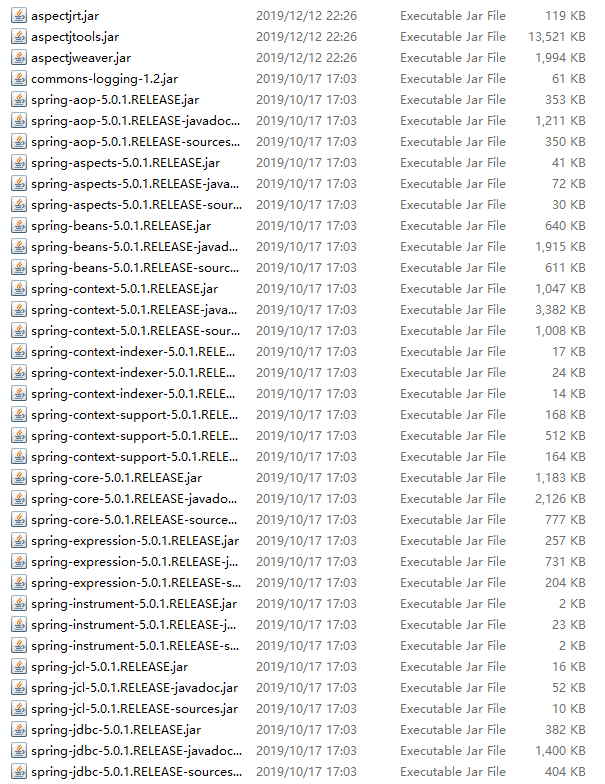 aspectjrt.jar 2019/12/12 22:26 Executable Jar File 119 KB
aspectjtools.jar 2019/12/12 22:26 Executable Jar File 13,521 KB
aspectjweaver.jar 2019/12/12 22:26 Executable Jar File 1,994 KB
commons-logging-1.2.jar 2019/10/17 17:03 Executable Jar File 61 KB
spring-aop-5.0.1.RELEASE.jar 2019/10/17 17:03 Executable Jar File 353 KB
spring-aop-5.0.1.RELEASE-javadoc... 2019/10/17 17:03 Executable Jar File 1,211 KB
spring-aop-5.0.1.RELEASE-sources... 2019/10/17 17:03 Executable Jar File 350 KB
spring-aspects-5.0.1.RELEASE.jar 2019/10/17 17:03 Executable Jar File 41 KB
spring-aspects-5.0.1.RELEASE-java... 2019/10/17 17:03 Executable Jar File 72 KB
spring-aspects-5.0.1.RELEASE-sour... 2019/10/17 17:03 Executable Jar File 30 KB
spring-beans-5.0.1.RELEASE.jar 2019/10/17 17:03 Executable Jar File 640 KB
spring-beans-5.0.1.RELEASE-javad... 2019/10/17 17:03 Executable Jar File 1,915 KB
spring-beans-5.0.1.RELEASE-sourc... 2019/10/17 17:03 Executable Jar File 611 KB
spring-context-5.0.1.RELEASE.jar 2019/10/17 17:03 Executable Jar File 1,047 KB
spring-context-5.0.1.RELEASE-java... 2019/10/17 17:03 Executable Jar File 3,382 KB
spring-context-5.0.1.RELEASE-sour... 2019/10/17 17:03 Executable Jar File 1,008 KB
spring-context-indexer-5.0.1.RELE... 2019/10/17 17:03 Executable Jar File 17 KB
spring-context-indexer-5.0.1.RELE... 2019/10/17 17:03 Executable Jar File 24 KB
spring-context-indexer-5.0.1.RELE... 2019/10/17 17:03 Executable Jar File 14 KB
spring-context-support-5.0.1.RELE... 2019/10/17 17:03 Executable Jar File 168 KB
spring-context-support-5.0.1.RELE... 2019/10/17 17:03 Executable Jar File 512 KB
spring-context-support-5.0.1.RELE... 2019/10/17 17:03 Executable Jar File 164 KB
spring-core-5.0.1.RELEASE.jar 2019/10/17 17:03 Executable Jar File 1,183 KB
spring-core-5.0.1.RELEASE-javado... 2019/10/17 17:03 Executable Jar File 2,126 KB
spring-core-5.0.1.RELEASE-source... 2019/10/17 17:03 Executable Jar File 777 KB
spring-expression-5.0.1.RELEASE.jar 2019/10/17 17:03 Executable Jar File 257 KB
spring-expression-5.0.1.RELEASE-j... 2019/10/17 17:03 Executable Jar File 731 KB
spring-expression-5.0.1.RELEASE-s... 2019/10/17 17:03 Executable Jar File 204 KB
spring-instrument-5.0.1.RELEASE.jar 2019/10/17 17:03 Executable Jar File 2 KB
spring-instrument-5.0.1.RELEASE-j... 2019/10/17 17:03 Executable Jar File 23 KB
spring-instrument-5.0.1.RELEASE-s... 2019/10/17 17:03 Executable Jar File 2 KB
spring-jcl-5.0.1.RELEASE.jar 2019/10/17 17:03 Executable Jar File 16 KB
spring-jcl-5.0.1.RELEASE-javadoc.jar 2019/10/17 17:03 Executable Jar File 52 KB
spring-jcl-5.0.1.RELEASE-sources.jar 2019/10/17 17:03 Executable Jar File 10 KB
spring-jdbc-5.0.1.RELEASE.jar 2019/10/17 17:03 Executable Jar File 382 KB
spring-jdbc-5.0.1.RELEASE-javadoc... 2019/10/17 17:03 Executable Jar File 1,400 KB
spring-jdbc-5.0.1.RELEASE-sources... 2019/10/17 17:03 Executable Jar File 404 KB